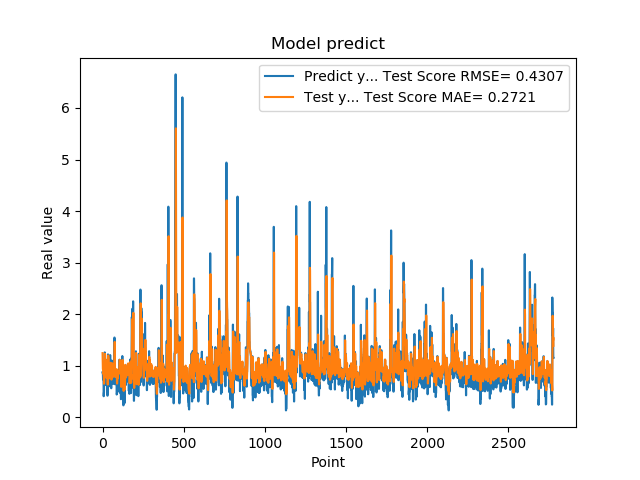 Model predict
Predict y... Test Score RMSE= 0.4307
Test y... Test Score MAE= 0.2721
Real value
6
5
4
3
2
1
0
0 500 1000 1500 2000 2500
Point